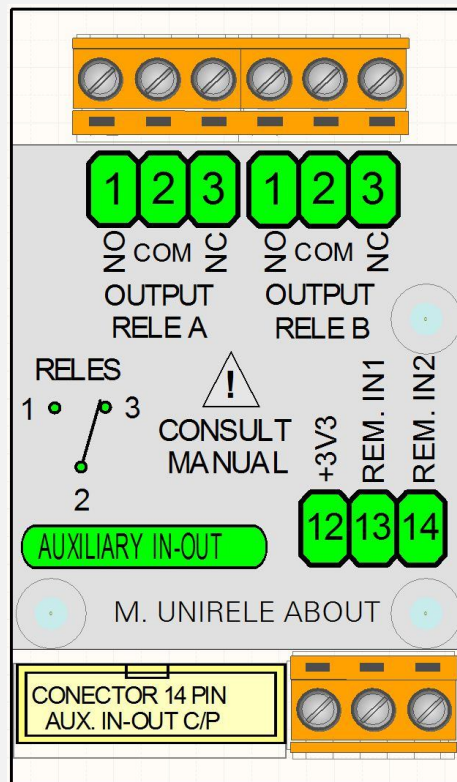 1 2 3 1 2 3
NO COM NC NO COM NC
OUTPUT RELE A
OUTPUT RELE B
RELES
1 3
2
!
CONSULT
MANUAL
+3V3
REM. IN1
REM. IN2
12 13 14
AUXILIARY IN-OUT
M. UNIRELE ABOUT
CONECTOR 14 PIN
AUX. IN-OUT C/P